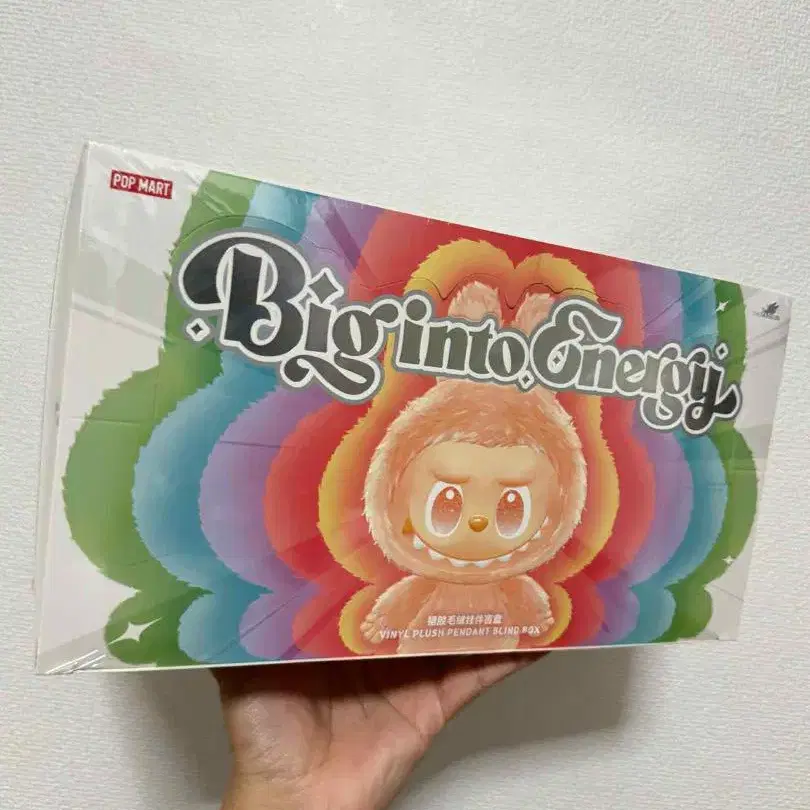 POP MART
Big into Energy
搪胶毛绒挂件盲盒
VINYL PLUSH PENDANT BLIND BOX